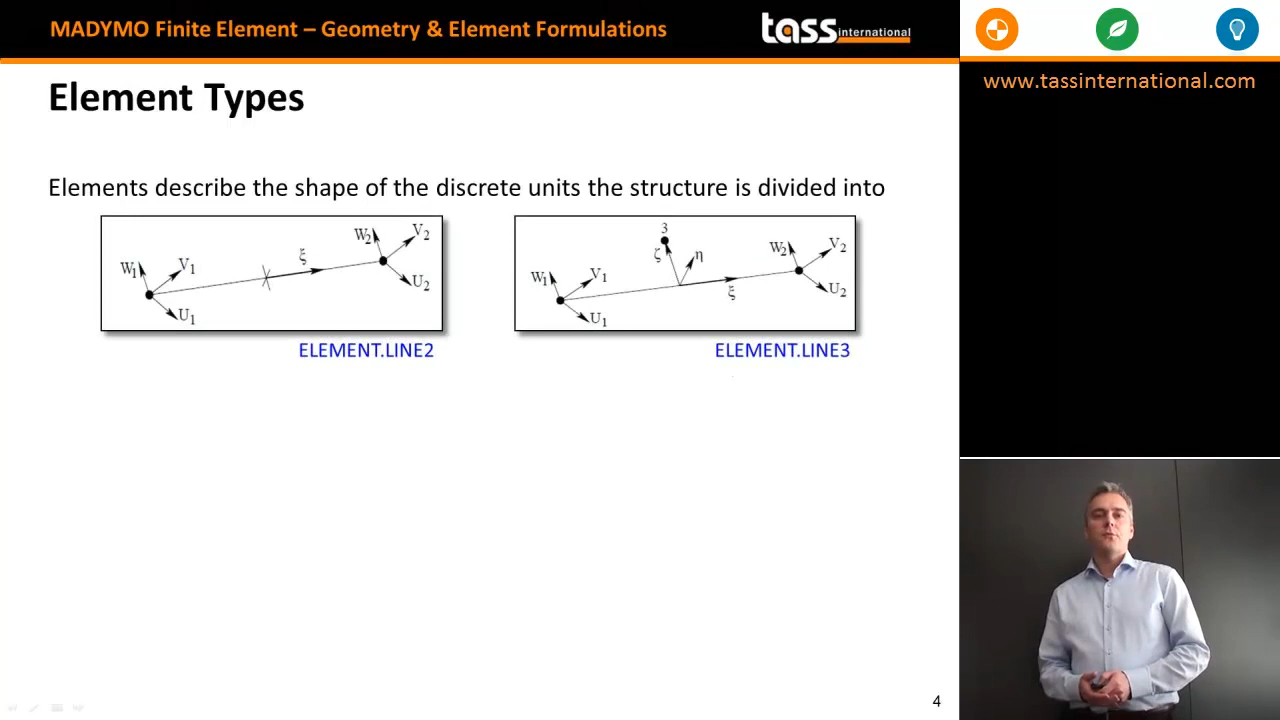 MADYMO Finite Element – Geometry & Element Formulations
tass
international
www.tassinternational.com
Element Types
Elements describe the shape of the discrete units the structure is divided into
W1 V1 U1 ξ W2 V2 U2
W1 V1 U1 3 ζ η ξ W2 V2 U2
ELEMENT.LINE2
ELEMENT.LINE3
4